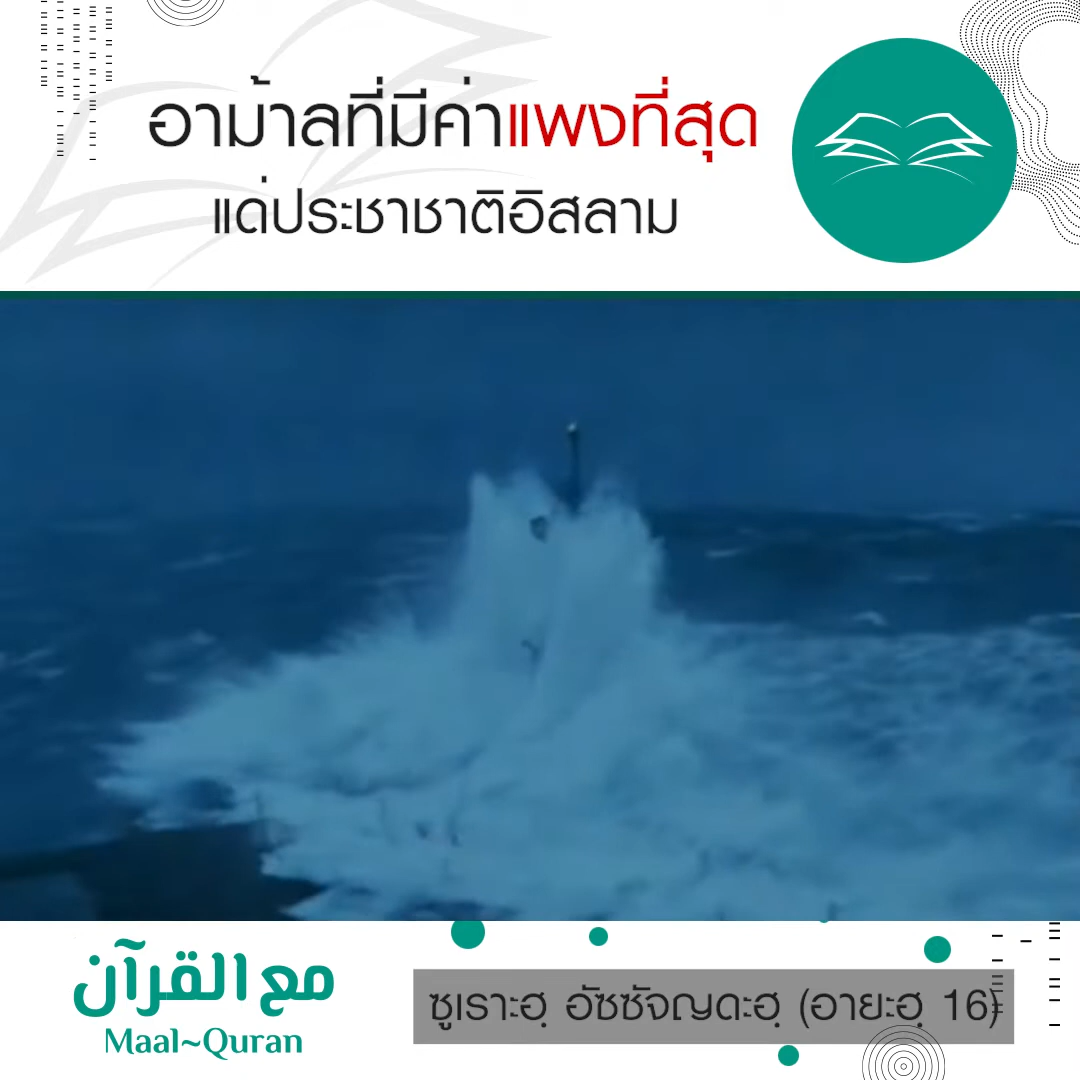 อาม้าลที่มีค่าแพงที่สุด
แด่ประชาชาติอิสลาม
مع القرآن
Maal~Quran
ซูเราะฮฺ อัซซัจญดะฮฺ (อายะฮฺ 16)